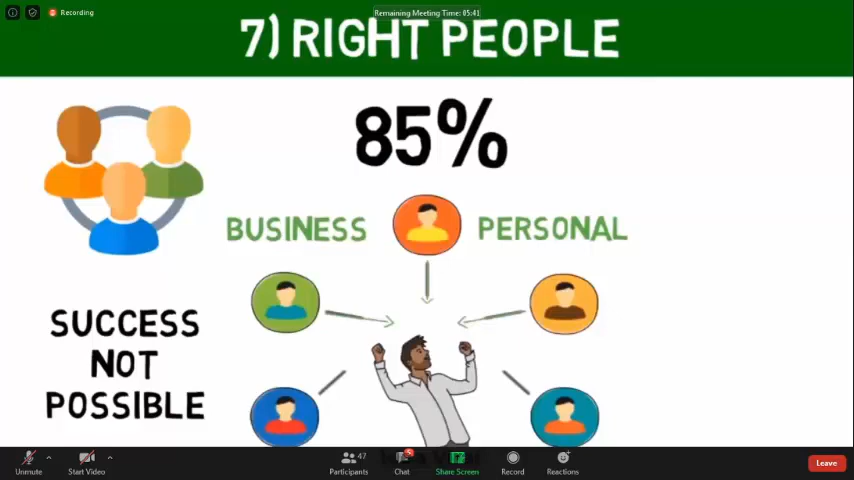 Remaining Meeting Time: 05:41
Recording
7) RIGHT PEOPLE
85%
BUSINESS
PERSONAL
SUCCESS
NOT
POSSIBLE
Unmute
Start Video
47
Participants
Chat
Share Screen
Record
Reactions
Leave